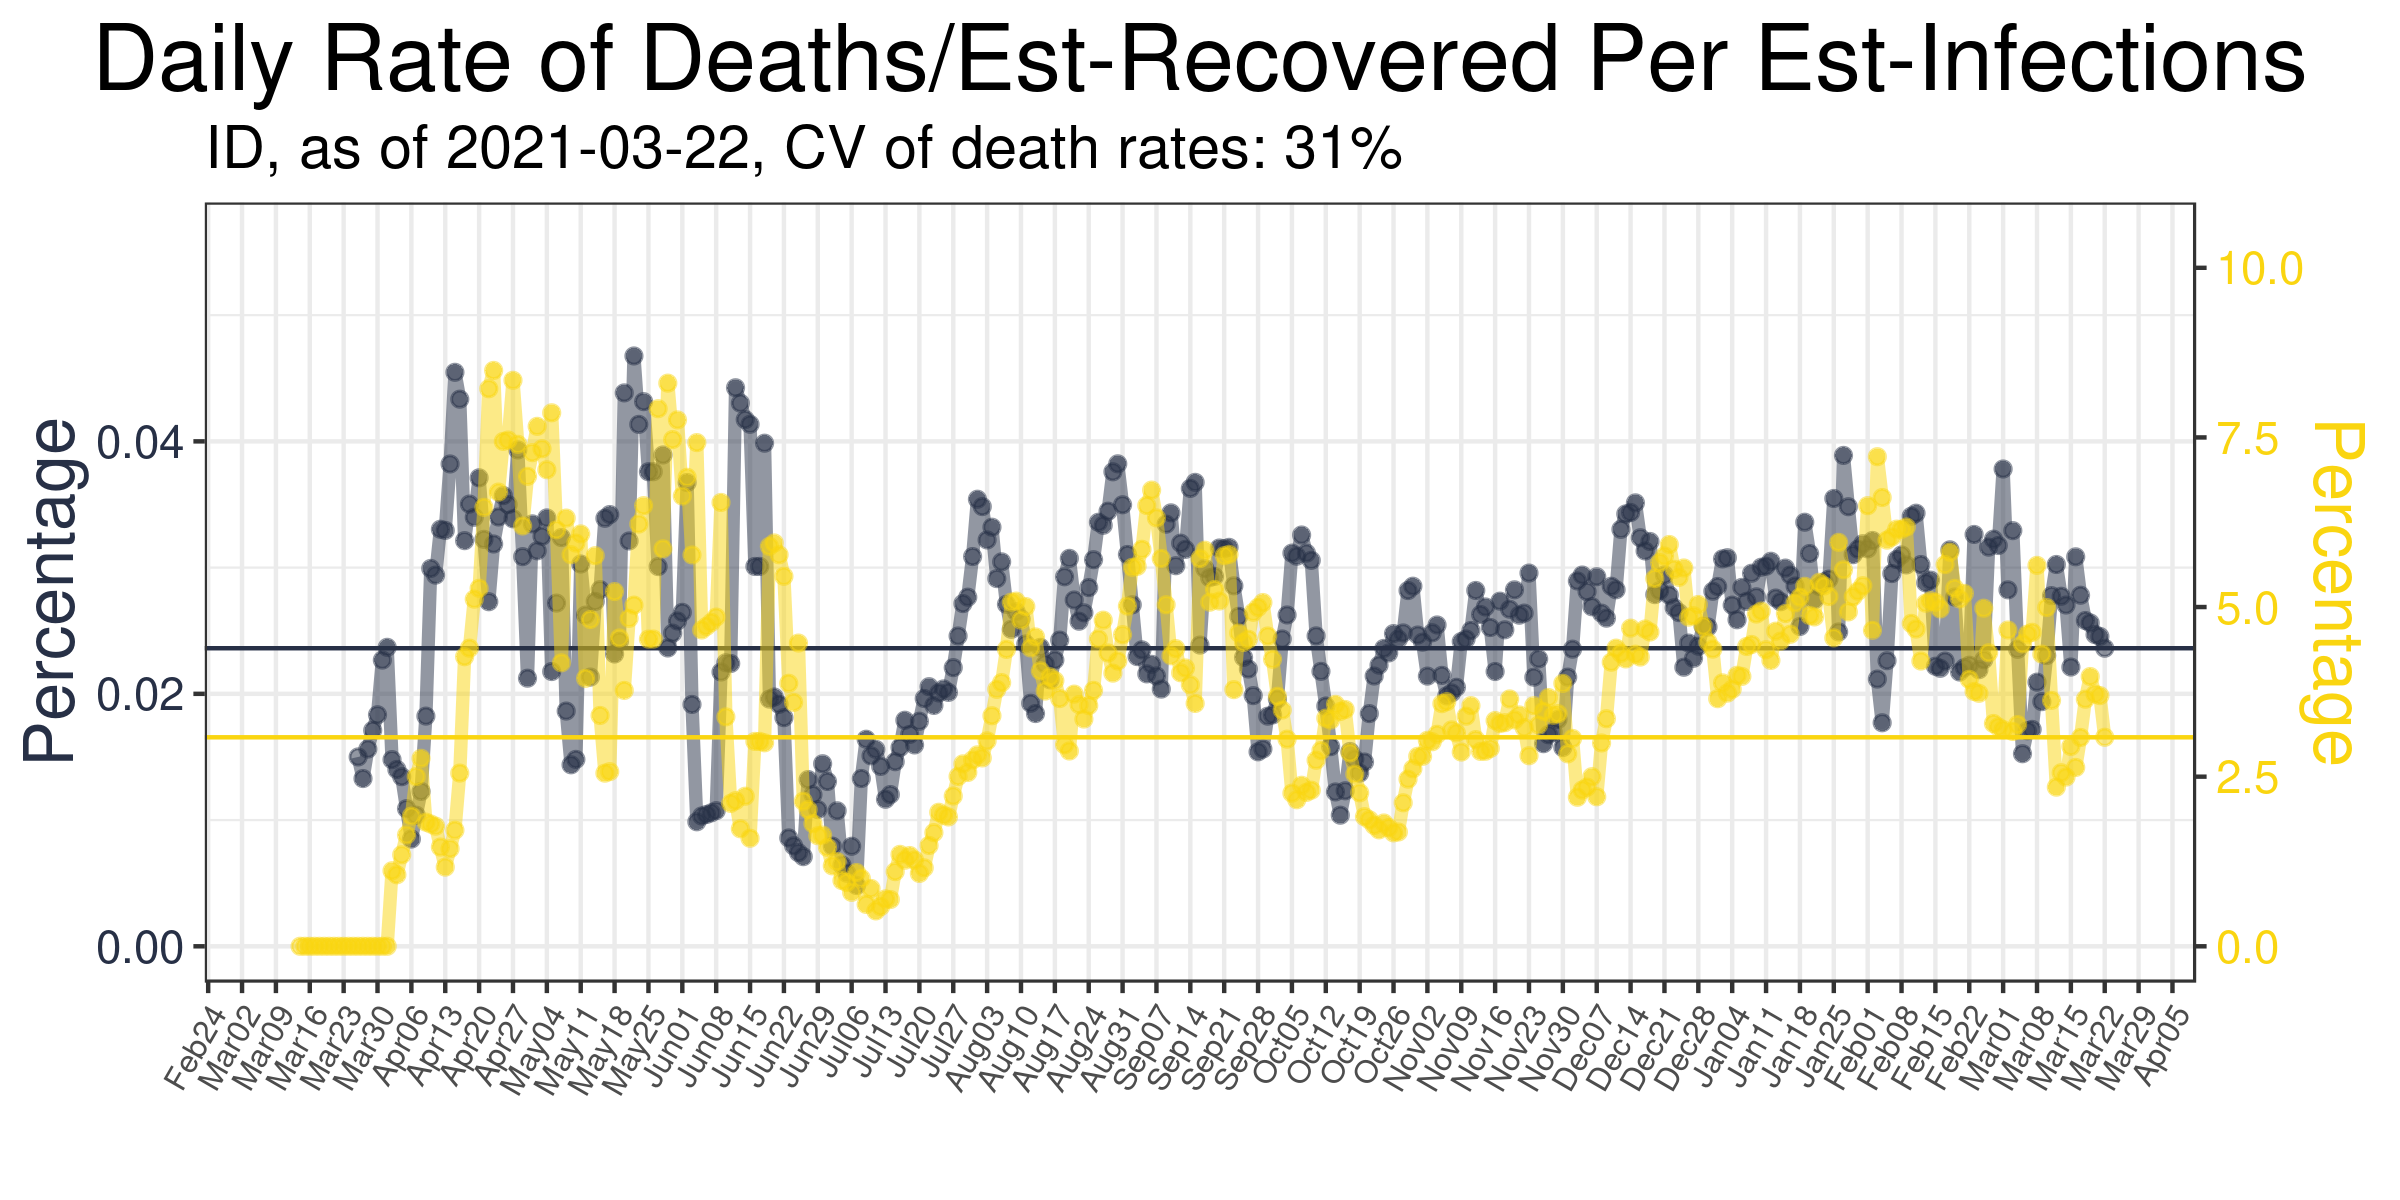 Daily Rate of Deaths/Est-Recovered Per Est-Infections
ID, as of 2021-03-22, CV of death rates: 31%
Percentage
0.04
0.02
0.00
10.0
7.5
5.0
2.5
0.0
Percentage
Feb24
Mar02
Mar09
Mar16
Mar23
Mar30
Apr06
Apr13
Apr20
Apr27
May04
May11
May18
May25
Jun01
Jun08
Jun15
Jun22
Jun29
Jul06
Jul13
Jul20
Jul27
Aug03
Aug10
Aug17
Aug24
Aug31
Sep07
Sep14
Sep21
Sep28
Oct05
Oct12
Oct19
Oct26
Nov02
Nov09
Nov16
Nov23
Nov30
Dec07
Dec14
Dec21
Dec28
Jan04
Jan11
Jan18
Jan25
Feb01
Feb08
Feb15
Feb22
Mar01
Mar08
Mar15
Mar22
Mar29
Apr05